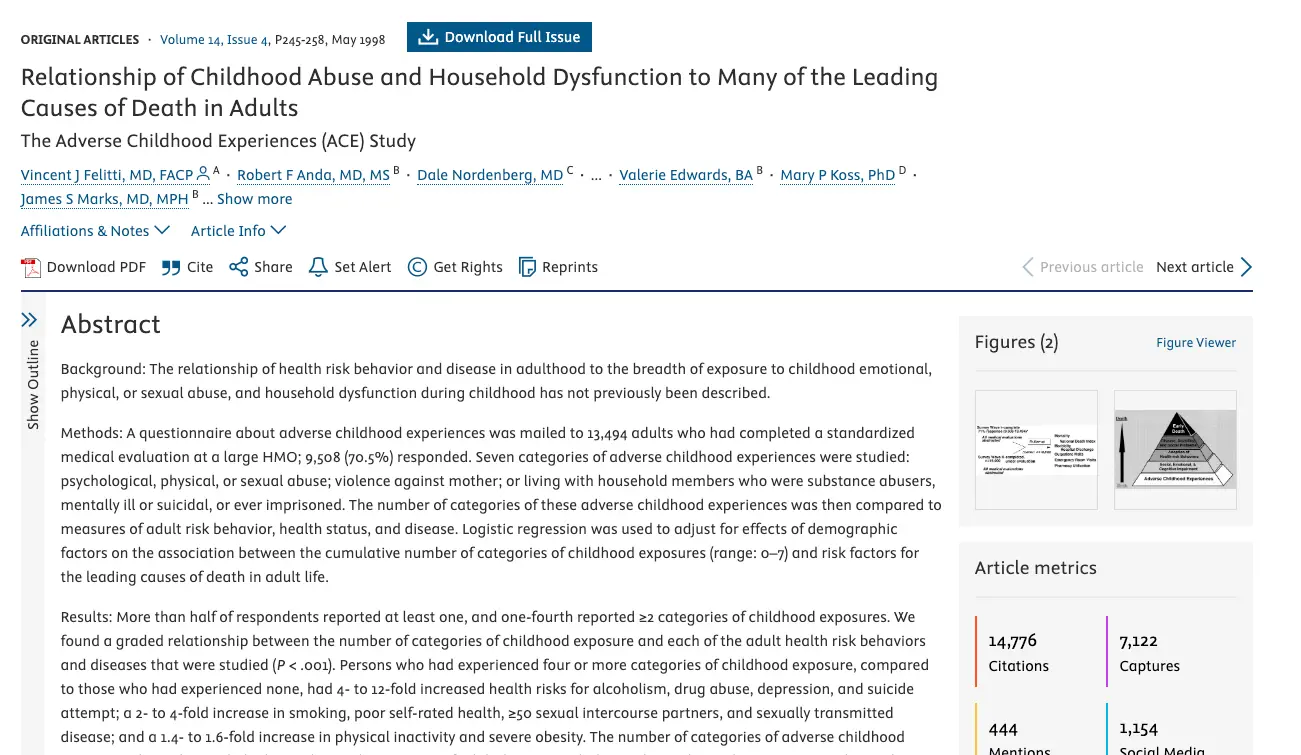 ORIGINAL ARTICLES · Volume 14, Issue 4, P245-258, May 1998
Download Full Issue
Relationship of Childhood Abuse and Household Dysfunction to Many of the Leading
Causes of Death in Adults
The Adverse Childhood Experiences (ACE) Study
Vincent J Felitti, MD, FACP A · Robert F Anda, MD, MS B · Dale Nordenberg, MD C · ... · Valerie Edwards, BA B · Mary P Koss, PhD D ·
James S Marks, MD, MPH B ... Show more
Affiliations & Notes
Article Info
Download PDF
Cite
Share
Set Alert
Get Rights
Reprints
Previous article
Next article
Show Outline
Abstract
Background: The relationship of health risk behavior and disease in adulthood to the breadth of exposure to childhood emotional,
physical, or sexual abuse, and household dysfunction during childhood has not previously been described.
Methods: A questionnaire about adverse childhood experiences was mailed to 13,494 adults who had completed a standardized
medical evaluation at a large HMO; 9,508 (70.5%) responded. Seven categories of adverse childhood experiences were studied:
psychological, physical, or sexual abuse; violence against mother; or living with household members who were substance abusers,
mentally ill or suicidal, or ever imprisoned. The number of categories of these adverse childhood experiences was then compared to
measures of adult risk behavior, health status, and disease. Logistic regression was used to adjust for effects of demographic
factors on the association between the cumulative number of categories of childhood exposures (range: 0–7) and risk factors for
the leading causes of death in adult life.
Results: More than half of respondents reported at least one, and one-fourth reported ≥2 categories of childhood exposures. We
found a graded relationship between the number of categories of childhood exposure and each of the adult health risk behaviors
and diseases that were studied (P < .001). Persons who had experienced four or more categories of childhood exposure, compared
to those who had experienced none, had 4- to 12-fold increased health risks for alcoholism, drug abuse, depression, and suicide
attempt; a 2- to 4-fold increase in smoking, poor self-rated health, ≥50 sexual intercourse partners, and sexually transmitted
disease; and a 1.4- to 1.6-fold increase in physical inactivity and severe obesity. The number of categories of adverse childhood
Figures (2)
Figure Viewer
Death
Early
Death
Adverse Childhood Experiences
Article metrics
14,776
Citations
7,122
Captures
444
Mentions
1,154
Social Media